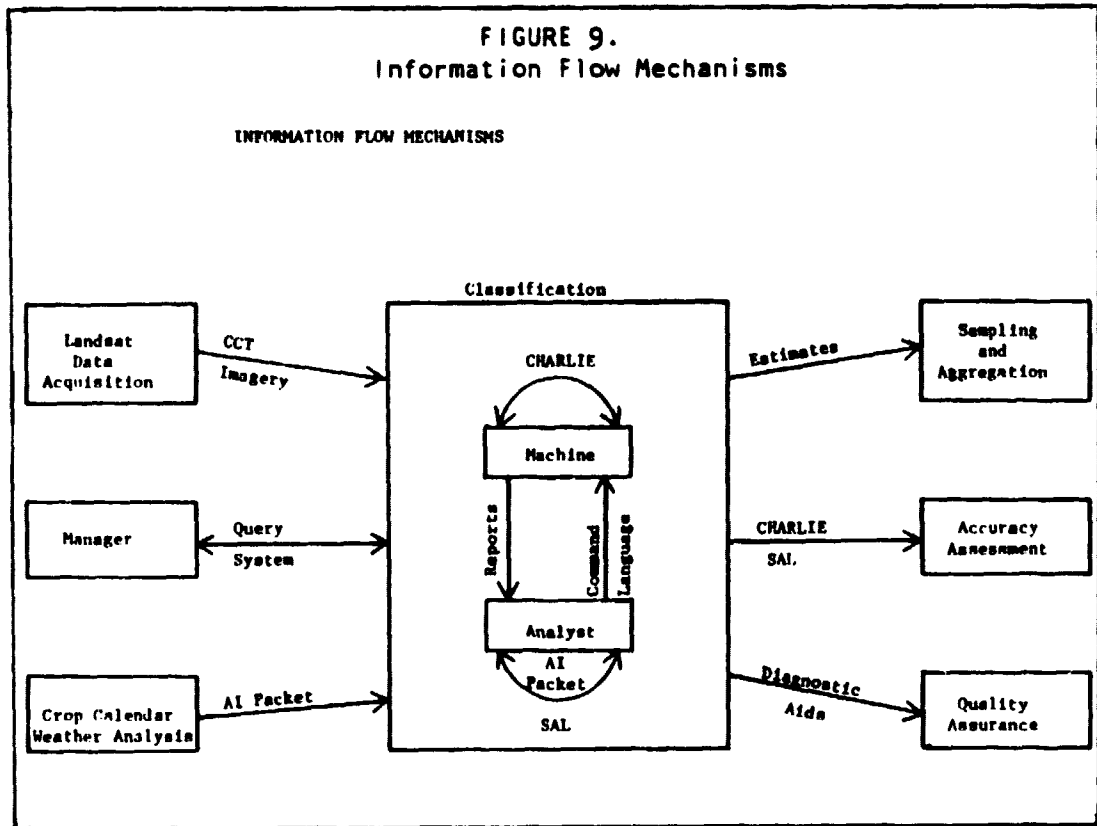 FIGURE 9.
Information Flow Mechanisms
INFORMATION FLOW MECHANISMS
Classification
Landsat
Data
Acquisition
CCT
Imagery
Manager
Query
System
Crop Calendar
Weather Analysis
AI Packet
CHARLIE
Machine
Reports
Command
Language
Analyst
AI
Packet
SAL
Estimates
Sampling
and
Aggregation
CHARLIE
SAL
Accuracy
Assessment
Diagnostic
Aids
Quality
Assurance